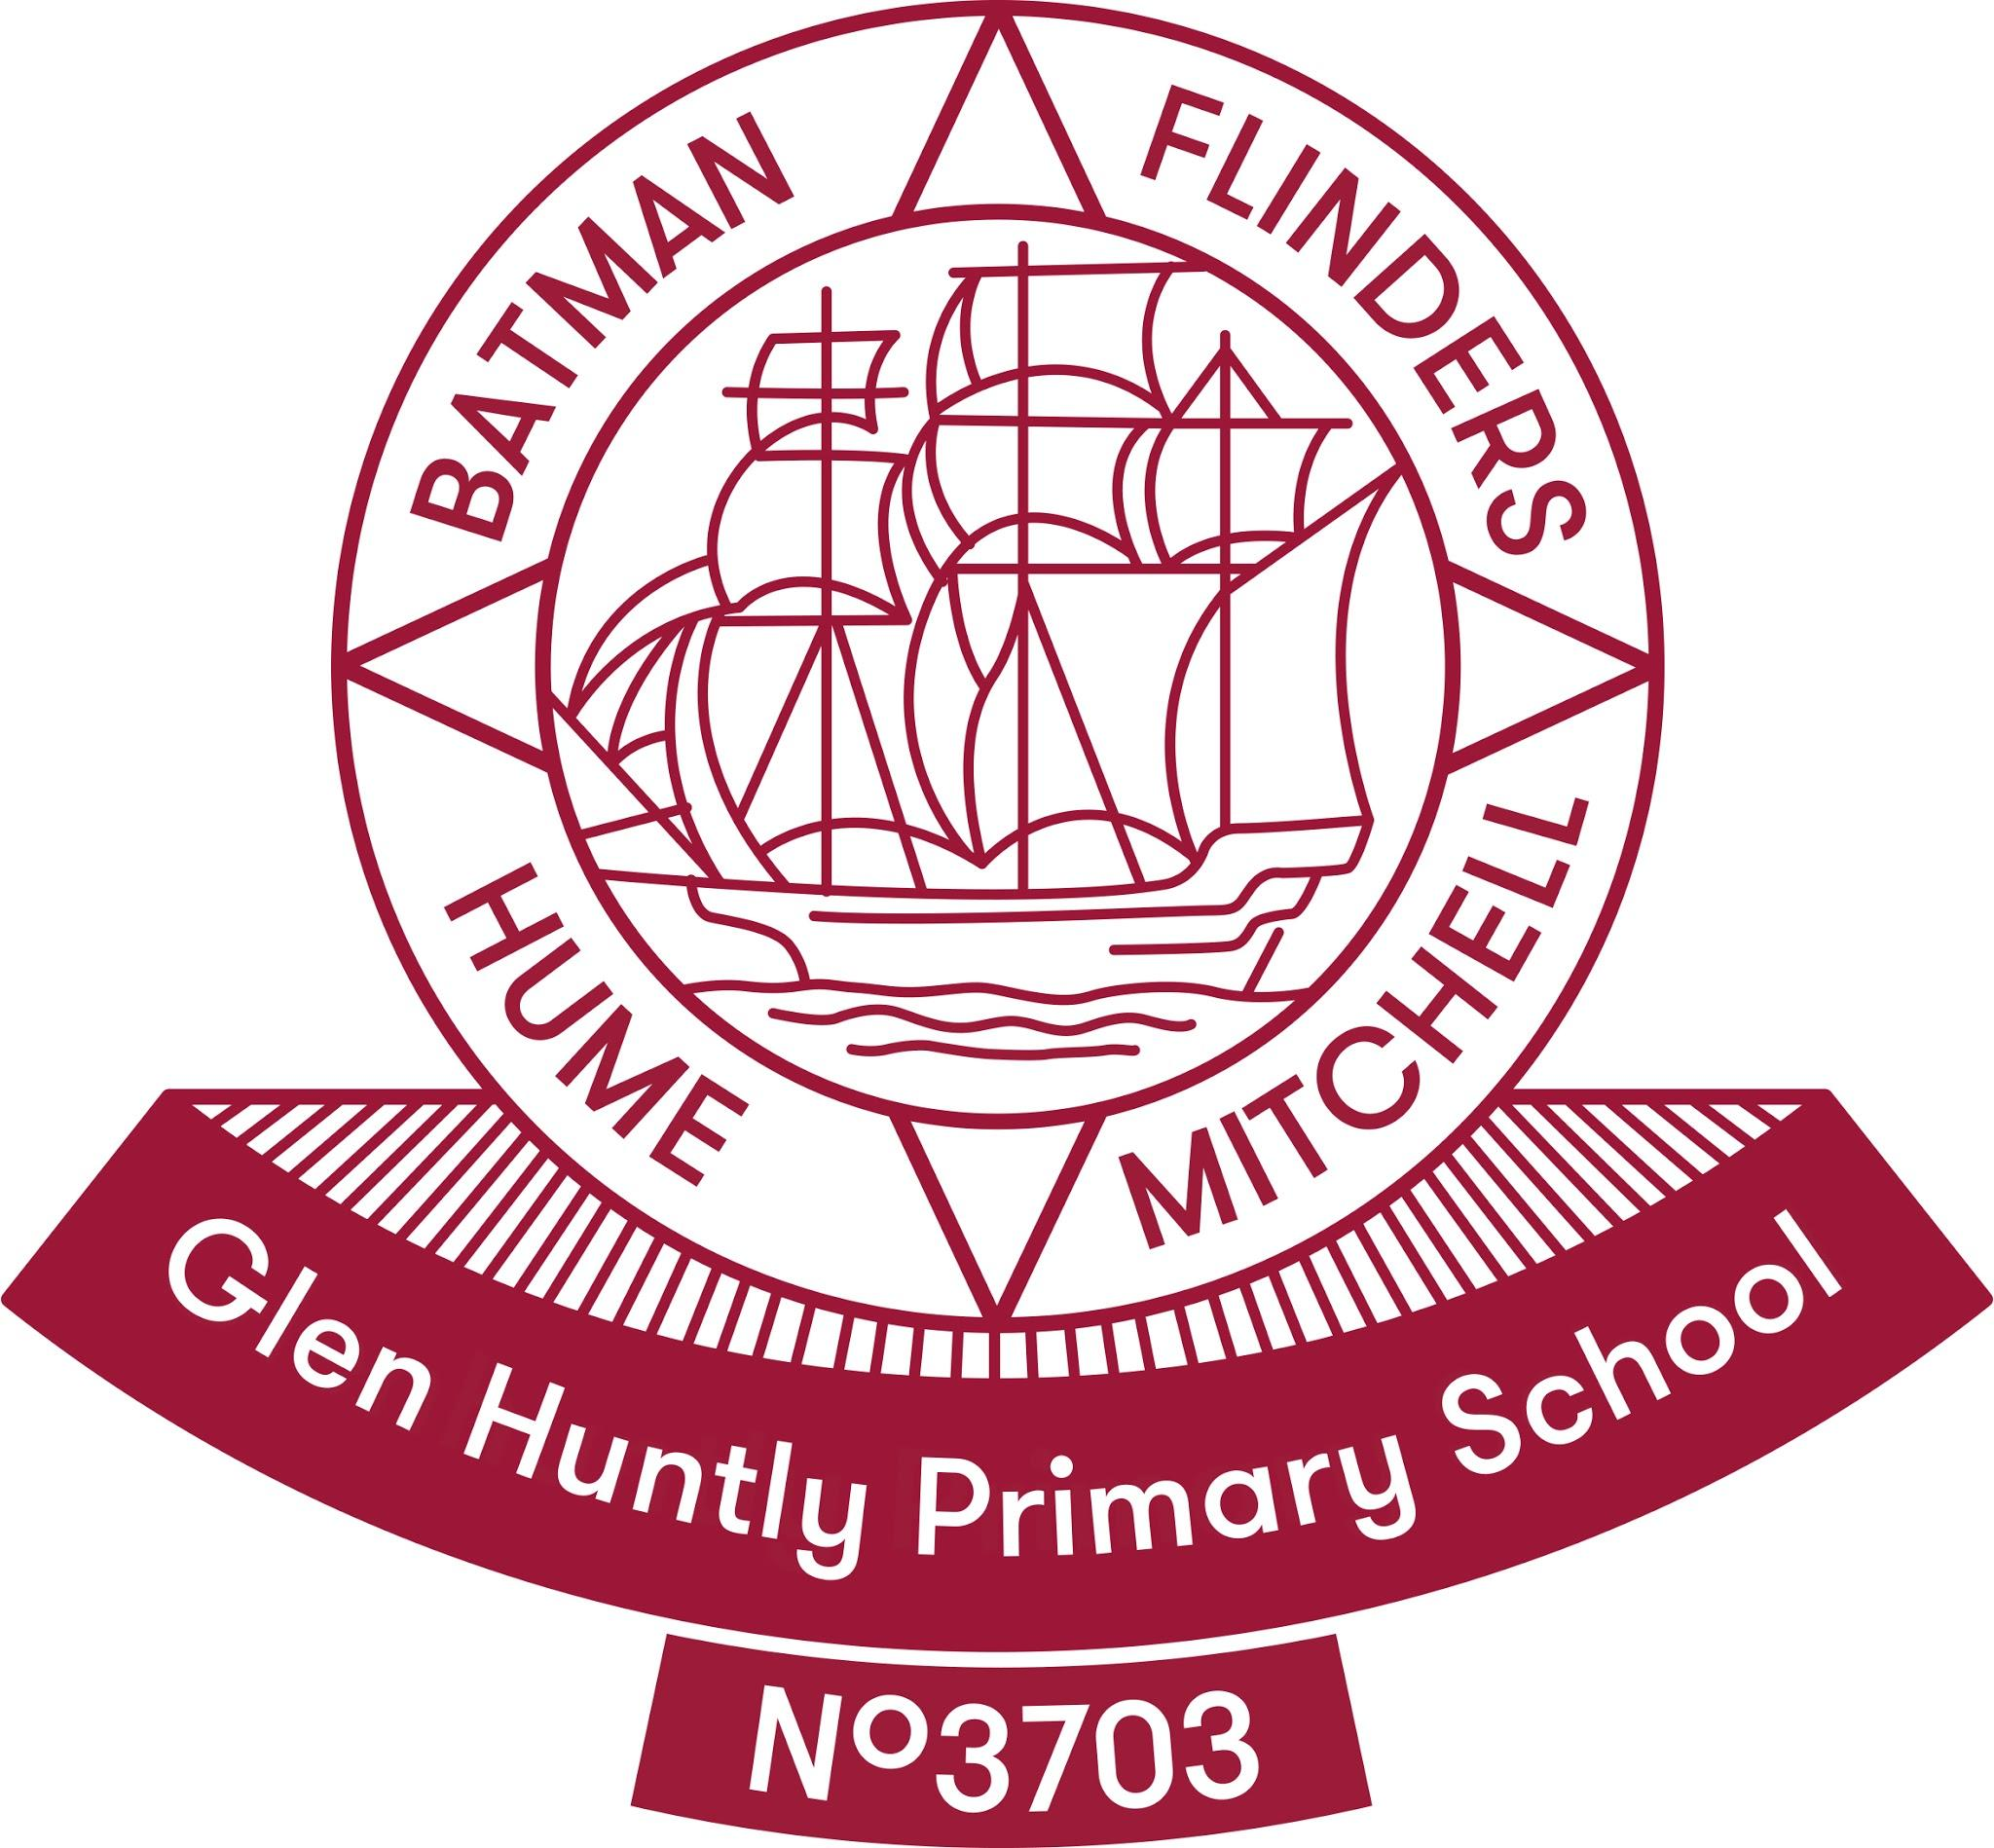 BATMAN
FLINDERS
HUME
MITCHELL
Glen Huntly Primary School
No3703